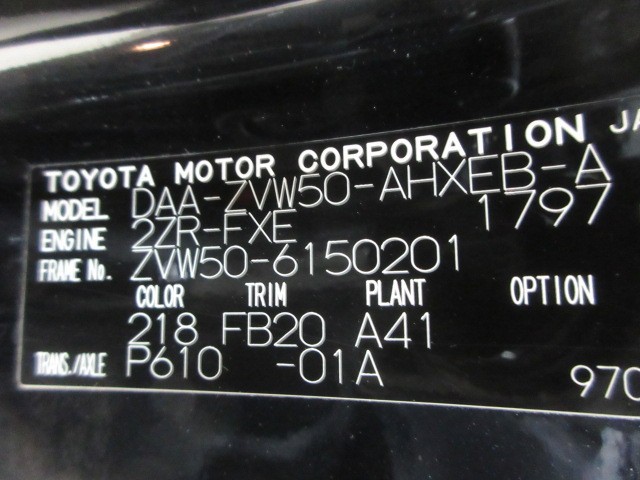 TOYOTA MOTOR CORPORATION JA
MODEL DAA-ZVW50-AHXEB-A
ENGINE 2ZR-FXE 1797
FRAME No. ZVW50-6150201
COLOR TRIM PLANT OPTION
218 FB20 A41
TRANS./AXLE P610 -01A 970